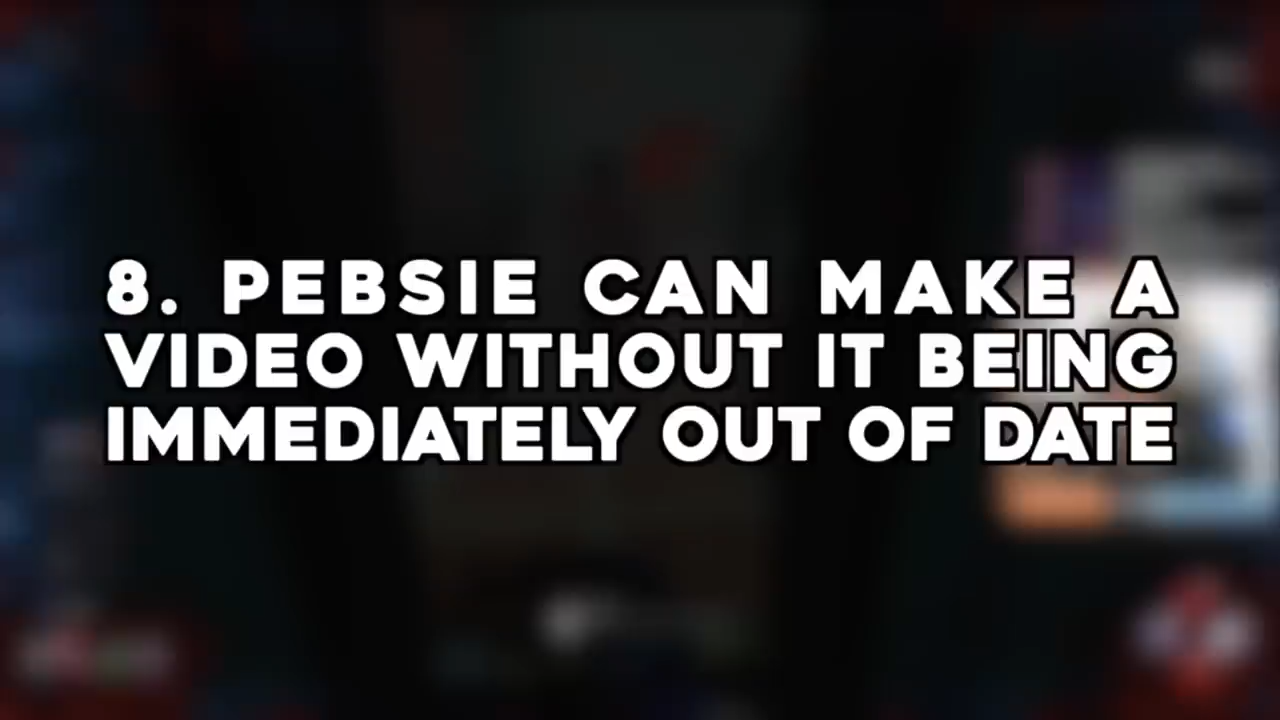 8. PEBSIE CAN MAKE A
VIDEO WITHOUT IT BEING
IMMEDIATELY OUT OF DATE